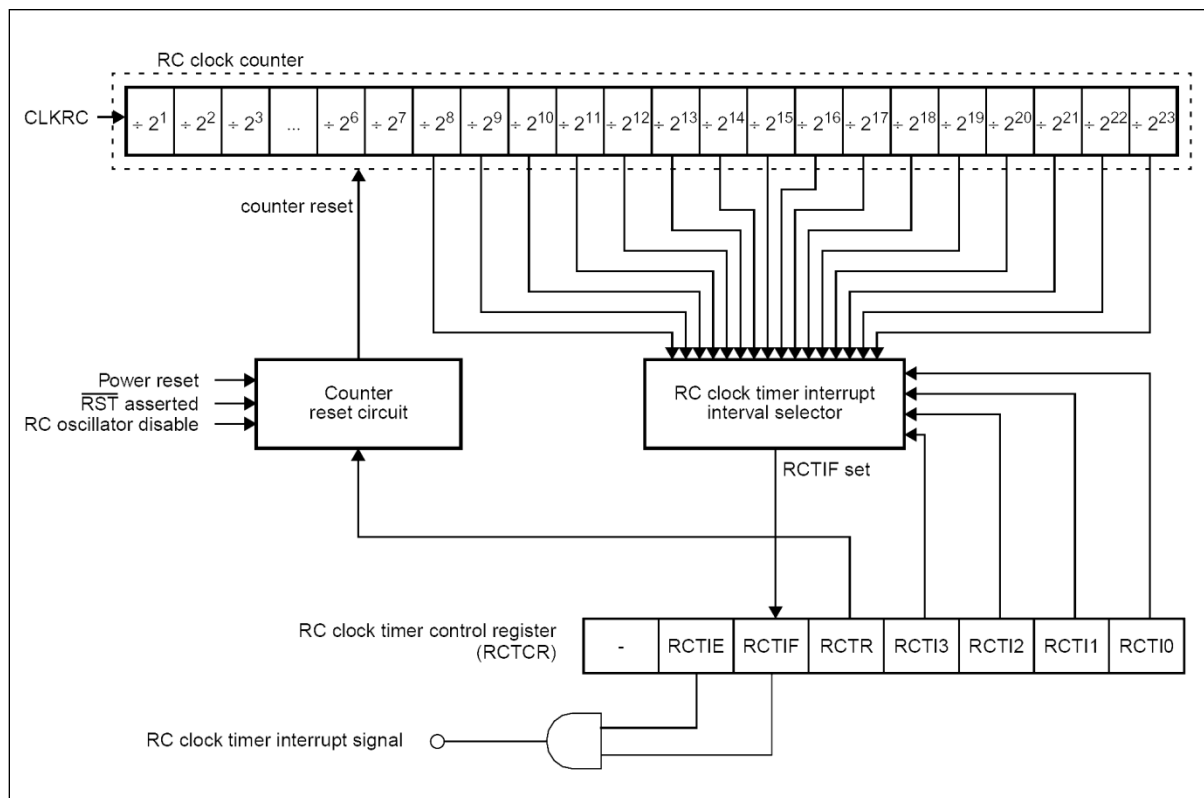 RC clock counter
CLKRC
÷ 2¹ ÷ 2² ÷ 2³ ... ÷ 2⁶ ÷ 2⁷ ÷ 2⁸ ÷ 2⁹ ÷ 2¹⁰ ÷ 2¹¹ ÷ 2¹² ÷ 2¹³ ÷ 2¹⁴ ÷ 2¹⁵ ÷ 2¹⁶ ÷ 2¹⁷ ÷ 2¹⁸ ÷ 2¹⁹ ÷ 2²⁰ ÷ 2²¹ ÷ 2²² ÷ 2²³
counter reset
Power reset
RST asserted
RC oscillator disable
Counter
reset circuit
RC clock timer interrupt
interval selector
RCTIF set
RC clock timer control register
(RCTCR)
- RCTIE RCTIF RCTR RCTI3 RCTI2 RCTI1 RCTI0
RC clock timer interrupt signal